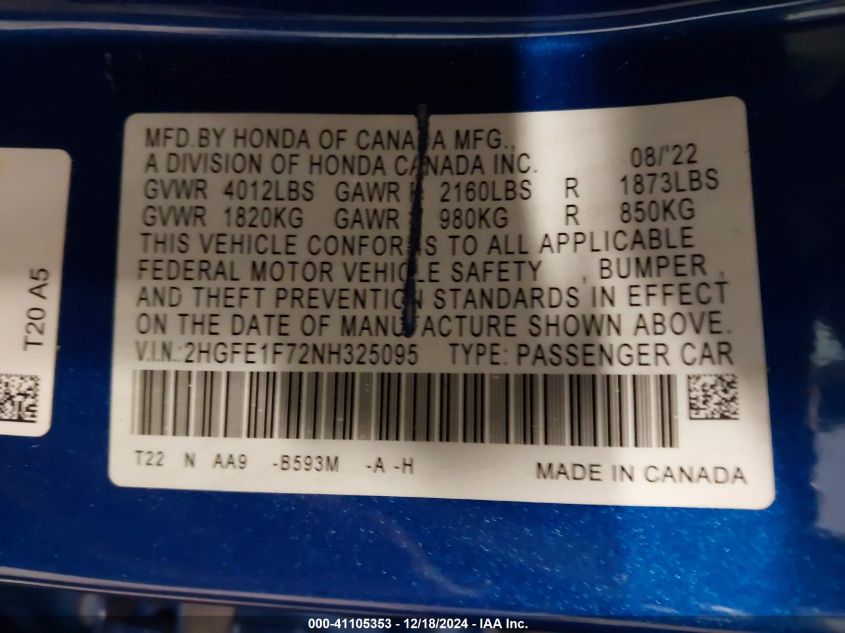 MFD.BY HONDA OF CANADA MFG.,
A DIVISION OF HONDA CANADA INC. 08/'22
GVWR 4012LBS GAWR 2160LBS R 1873LBS
GVWR 1820KG GAWR 980KG R 850KG
THIS VEHICLE CONFORMS TO ALL APPLICABLE
FEDERAL MOTOR VEHICLE SAFETY , BUMPER ,
AND THEFT PREVENTION STANDARDS IN EFFECT
ON THE DATE OF MANUFACTURE SHOWN ABOVE.
V.I.N.:2HGFE1F72NH325095 TYPE: PASSENGER CAR
T22 N AA9 -B593M -A -H
MADE IN CANADA
T20 A5
000-41105353 - 12/18/2024 - IAA Inc.